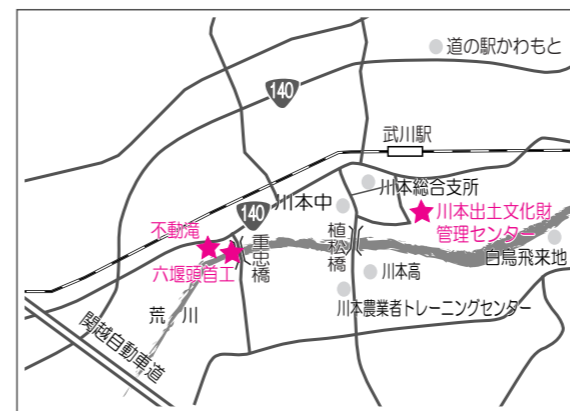 道の駅かわもと
140
武川駅
川本総合支所
川本中
川本出土文化財
管理センター
140
不動滝
重忠橋
植松橋
白鳥飛来地
六堰頭首工
川本高
川本農業者トレーニングセンター
荒川
関越自動車道